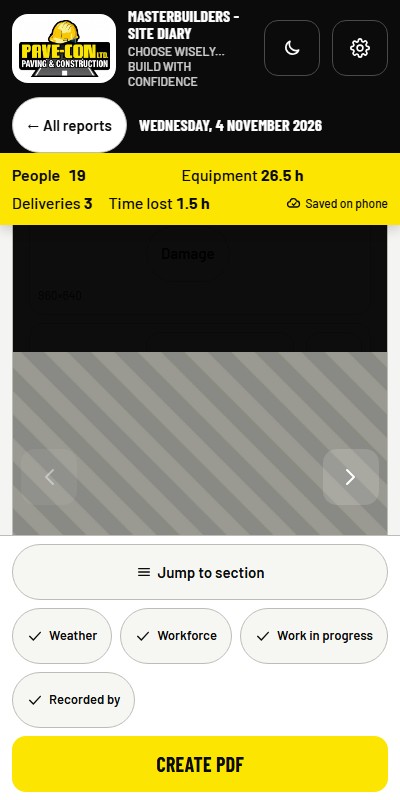 PAVE-CON LTD.
PAVING & CONSTRUCTION
MASTERBUILDERS -
SITE DIARY
CHOOSE WISELY...
BUILD WITH
CONFIDENCE
← All reports
WEDNESDAY, 4 NOVEMBER 2026
People 19
Equipment 26.5 h
Deliveries 3 Time lost 1.5 h
Saved on phone
Damage
Jump to section
Weather
Workforce
Work in progress
Recorded by
CREATE PDF